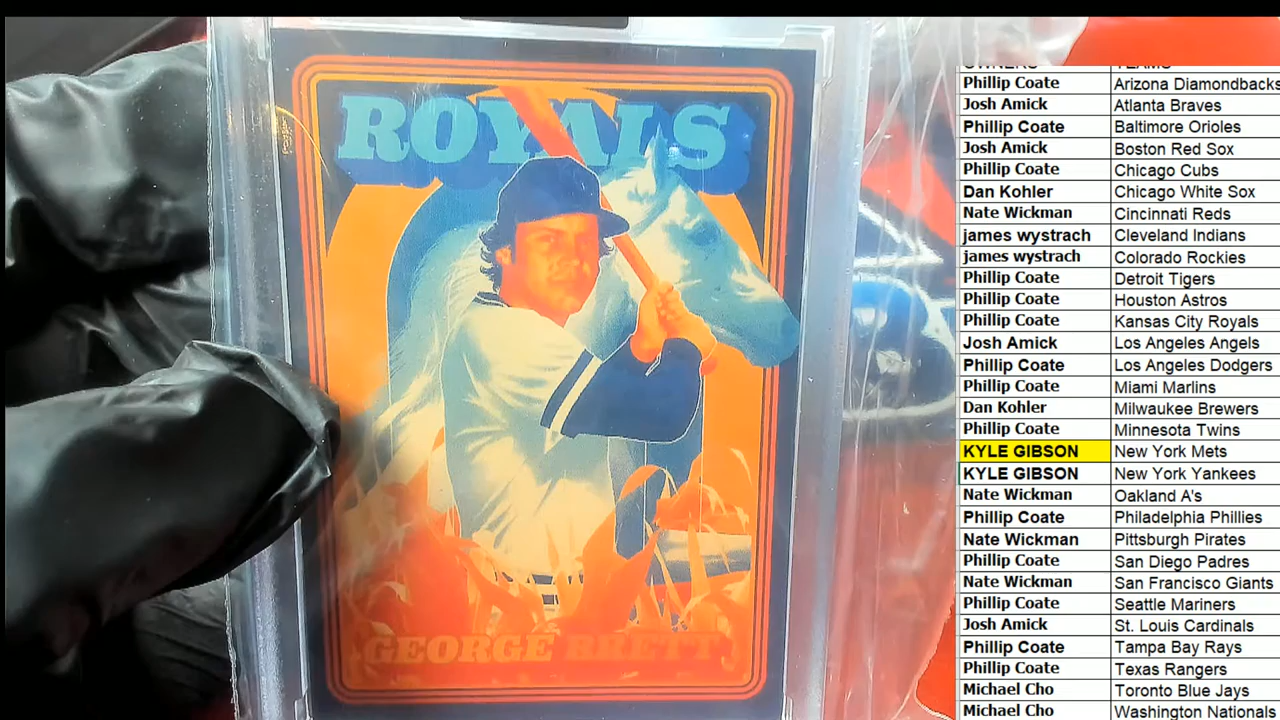 ROYALS
GEORGE BRETT
OWNERS TEAMS
Phillip Coate Arizona Diamondbacks
Josh Amick Atlanta Braves
Phillip Coate Baltimore Orioles
Josh Amick Boston Red Sox
Phillip Coate Chicago Cubs
Dan Kohler Chicago White Sox
Nate Wickman Cincinnati Reds
james wystrach Cleveland Indians
james wystrach Colorado Rockies
Phillip Coate Detroit Tigers
Phillip Coate Houston Astros
Phillip Coate Kansas City Royals
Josh Amick Los Angeles Angels
Phillip Coate Los Angeles Dodgers
Phillip Coate Miami Marlins
Dan Kohler Milwaukee Brewers
Phillip Coate Minnesota Twins
KYLE GIBSON New York Mets
KYLE GIBSON New York Yankees
Nate Wickman Oakland A's
Phillip Coate Philadelphia Phillies
Nate Wickman Pittsburgh Pirates
Phillip Coate San Diego Padres
Nate Wickman San Francisco Giants
Phillip Coate Seattle Mariners
Josh Amick St. Louis Cardinals
Phillip Coate Tampa Bay Rays
Phillip Coate Texas Rangers
Michael Cho Toronto Blue Jays
Michael Cho Washington Nationals